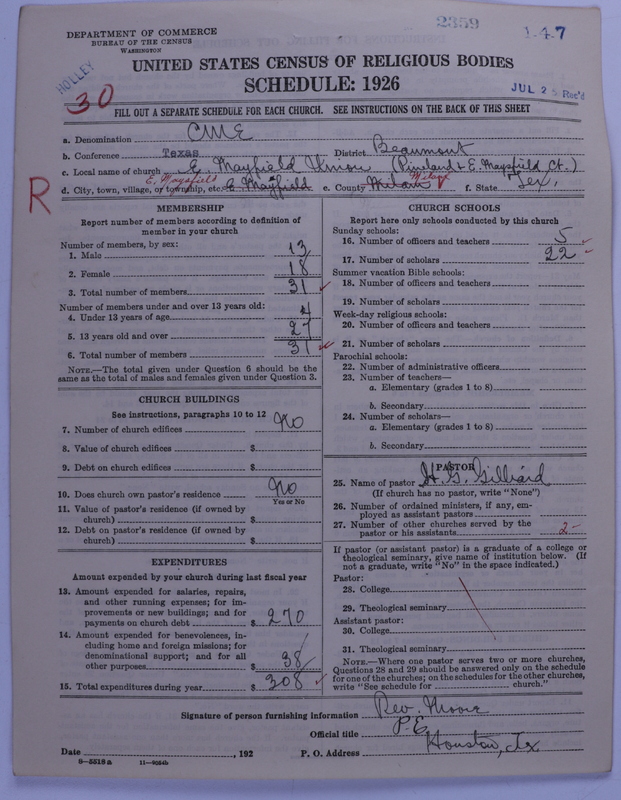 2359
1-47
DEPARTMENT OF COMMERCE
BUREAU OF THE CENSUS
WASHINGTON
HOLLEY
30
UNITED STATES CENSUS OF RELIGIOUS BODIES
SCHEDULE: 1926
JUL 25 Rec'd
FILL OUT A SEPARATE SCHEDULE FOR EACH CHURCH. SEE INSTRUCTIONS ON THE BACK OF THIS SHEET
a. Denomination CME
b. Conference Texas District Beaumont
c. Local name of church E. Mayfield Union (Pineland & E. Maysfield Ct.)
E. Maysfield Milam
d. City, town, village, or township, etc. E. Mayfield e. County Milam f. State Tex,
R
MEMBERSHIP
Report number of members according to definition of
member in your church
Number of members, by sex:
1. Male 13
2. Female 18
3. Total number of members 31
Number of members under and over 13 years old:
4. Under 13 years of age 4
5. 13 years old and over 27
6. Total number of members 31
NOTE.—The total given under Question 6 should be the
same as the total of males and females given under Question 3.
CHURCH BUILDINGS
See instructions, paragraphs 10 to 12
7. Number of church edifices No
8. Value of church edifices $
9. Debt on church edifices $
10. Does church own pastor's residence No
Yes or No
11. Value of pastor's residence (if owned by
church) $
12. Debt on pastor's residence (if owned by
church) $
EXPENDITURES
Amount expended by your church during last fiscal year
13. Amount expended for salaries, repairs,
and other running expenses; for im-
provements or new buildings; and for
payments on church debt $ 270
14. Amount expended for benevolences, in-
cluding home and foreign missions; for
denominational support; and for all
other purposes $ 38
15. Total expenditures during year $ 308
CHURCH SCHOOLS
Report here only schools conducted by this church
Sunday schools:
16. Number of officers and teachers 5
17. Number of scholars 22
Summer vacation Bible schools:
18. Number of officers and teachers
19. Number of scholars
Week-day religious schools:
20. Number of officers and teachers
21. Number of scholars
Parochial schools:
22. Number of administrative officers
23. Number of teachers—
a. Elementary (grades 1 to 8)
b. Secondary
24. Number of scholars—
a. Elementary (grades 1 to 8)
b. Secondary
PASTOR
25. Name of pastor H. G. Gilliard
(If church has no pastor, write "None")
26. Number of ordained ministers, if any, em-
ployed as assistant pastors
27. Number of other churches served by the
pastor or his assistants 2-
If pastor (or assistant pastor) is a graduate of a college or
theological seminary, give name of institution below. (If
not a graduate, write "No" in the space indicated.)
Pastor:
28. College
29. Theological seminary
Assistant pastor:
30. College
31. Theological seminary
NOTE.—Where one pastor serves two or more churches,
Questions 28 and 29 should be answered only on the schedule
for one of the churches; on the schedules for the other churches,
write "See schedule for church."
Signature of person furnishing information Rev. Moore
Official title P.E.
Date , 192 P. O. Address Houston, Tx
8-5518a 11-9054b